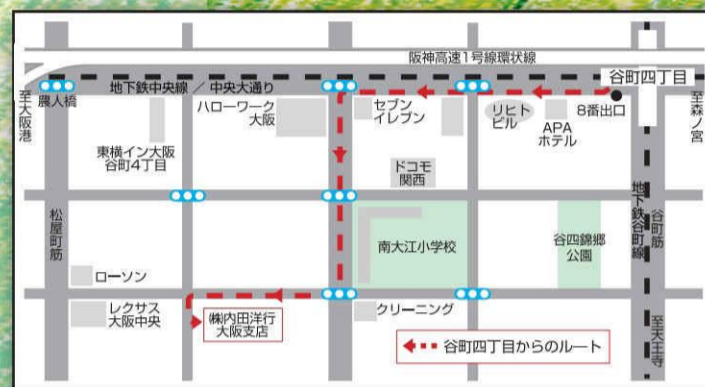 阪神高速1号線環状線
谷町四丁目
地下鉄中央線 ／ 中央大通り
農人橋
至大阪港
ハローワーク
大阪
セブン
イレブン
リヒト
ビル
APA
ホテル
8番出口
至森ノ宮
東横イン大阪
谷町4丁目
ドコモ
関西
松屋町筋
南大江小学校
谷四錦郷
公園
地下鉄谷町線
谷町筋
ローソン
レクサス
大阪中央
㈱内田洋行
大阪支店
クリーニング
谷町四丁目からのルート
至天王寺